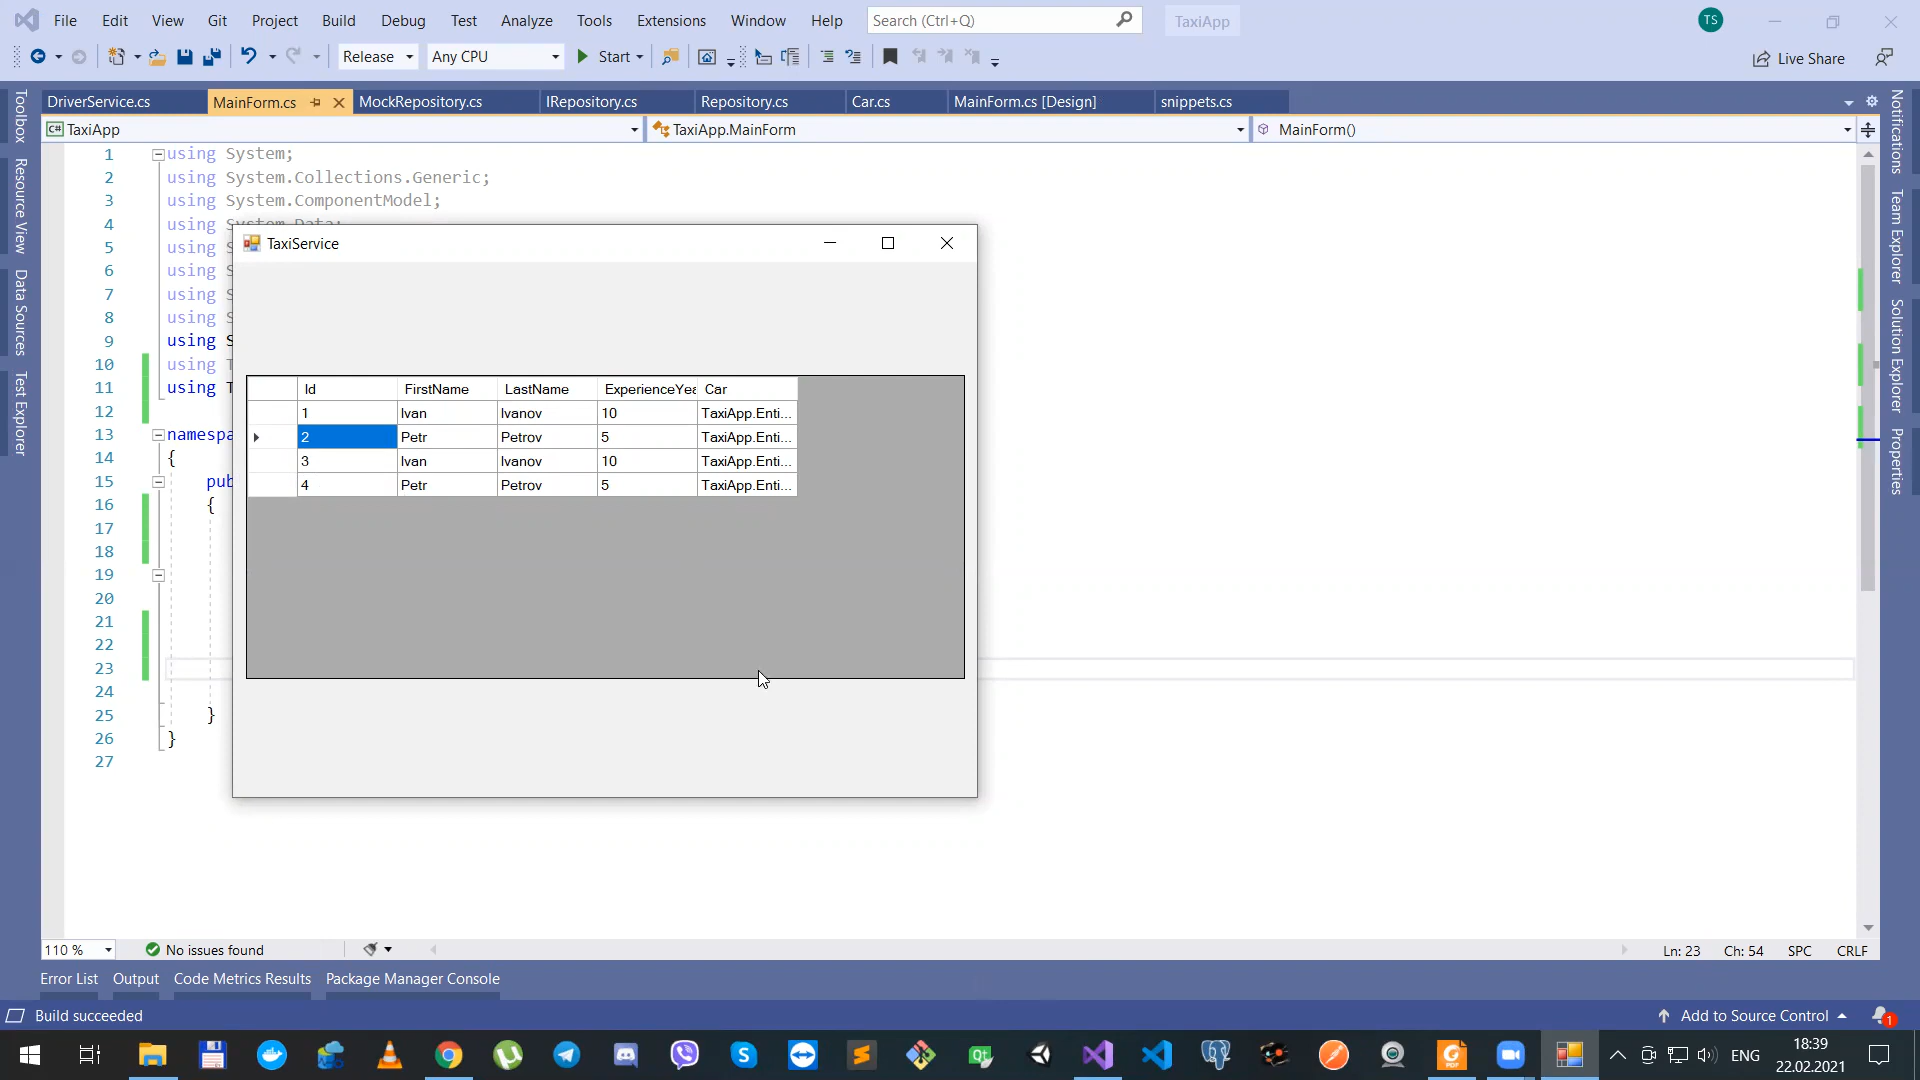 File Edit View Git Project Build Debug Test Analyze Tools Extensions Window Help Search (Ctrl+Q) TaxiApp TS
Release Any CPU Start Live Share
DriverService.cs MainForm.cs MockRepository.cs IRepository.cs Repository.cs Car.cs MainForm.cs [Design] snippets.cs
C# TaxiApp TaxiApp.MainForm MainForm()
Toolbox
Resource View
Data Sources
Test Explorer
1 using System;
2 using System.Collections.Generic;
3 using System.ComponentModel;
4 using System.Data;
5 using S
6 using S
7 using S
8 using S
9 using S
10 using T
11 using T
12
13 namespa
14 {
15 pub
16 {
17
18
19
20
21
22
23
24
25 }
26 }
27
TaxiService
Id FirstName LastName ExperienceYea Car
1 Ivan Ivanov 10 TaxiApp.Enti...
2 Petr Petrov 5 TaxiApp.Enti...
3 Ivan Ivanov 10 TaxiApp.Enti...
4 Petr Petrov 5 TaxiApp.Enti...
Notifications
Team Explorer
Solution Explorer
Properties
110 % No issues found Ln: 23 Ch: 54 SPC CRLF
Error List Output Code Metrics Results Package Manager Console
Build succeeded Add to Source Control 1
ENG 18:39
22.02.2021